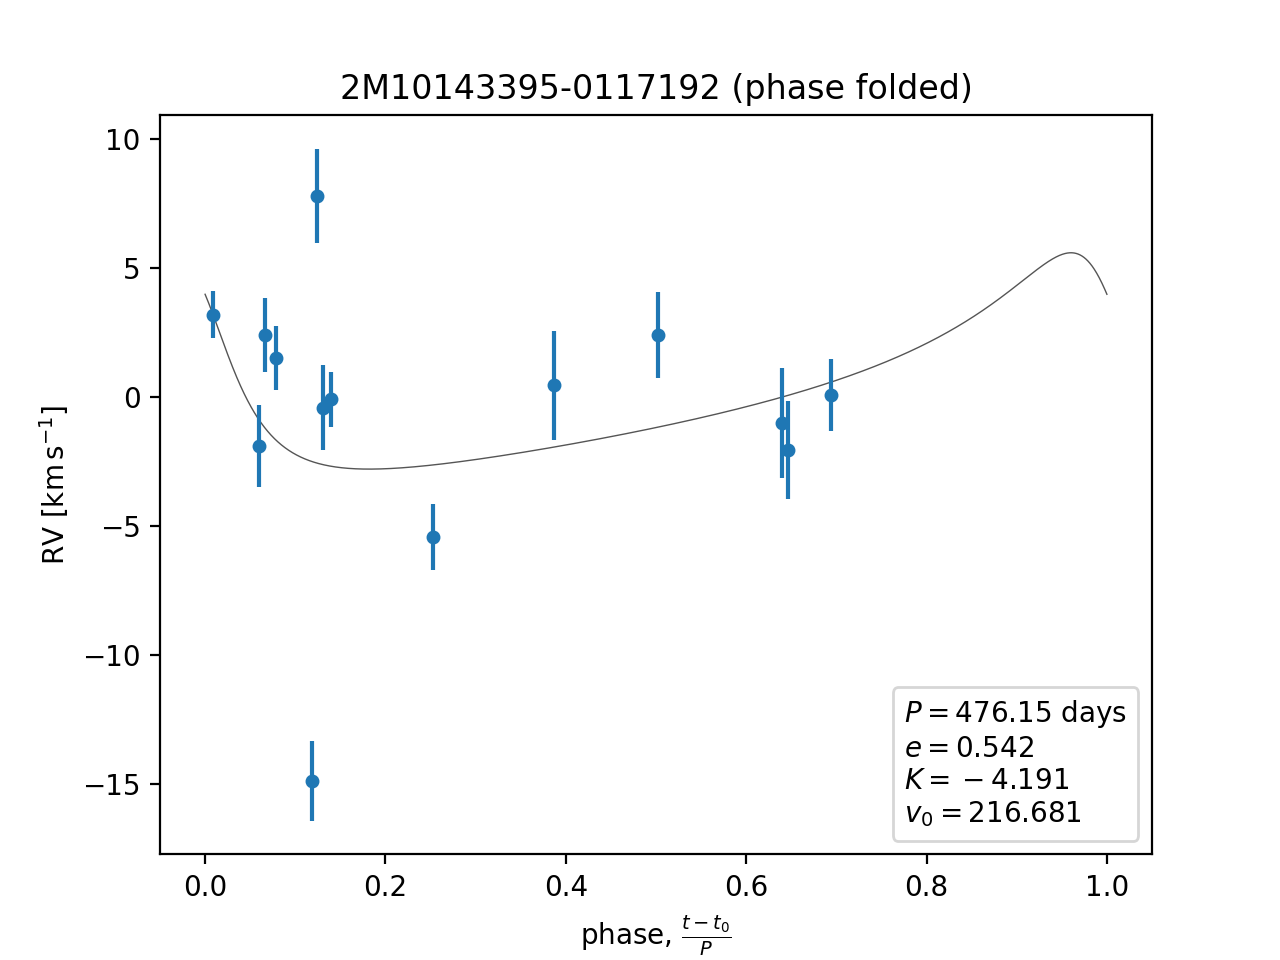 2M10143395-0117192 (phase folded)
10
5
0
−5
−10
−15
RV [km s⁻¹]
P = 476.15 days
e = 0.542
K = −4.191
v₀ = 216.681
0.0 0.2 0.4 0.6 0.8 1.0
phase, (t − t₀)/P